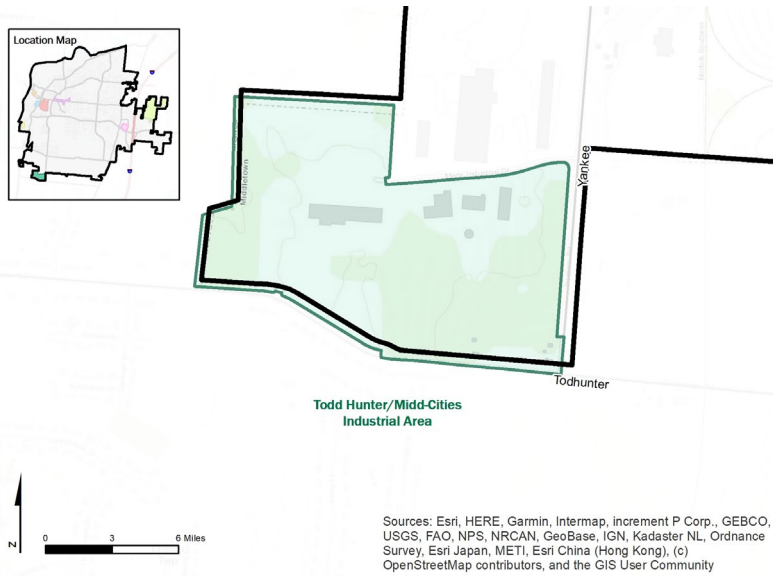 Location Map
Middletown
Yankee
Todhunter
Todd Hunter/Midd-Cities
Industrial Area
N
0 3 6 Miles
Sources: Esri, HERE, Garmin, Intermap, increment P Corp., GEBCO,
USGS, FAO, NPS, NRCAN, GeoBase, IGN, Kadaster NL, Ordnance
Survey, Esri Japan, METI, Esri China (Hong Kong), (c)
OpenStreetMap contributors, and the GIS User Community